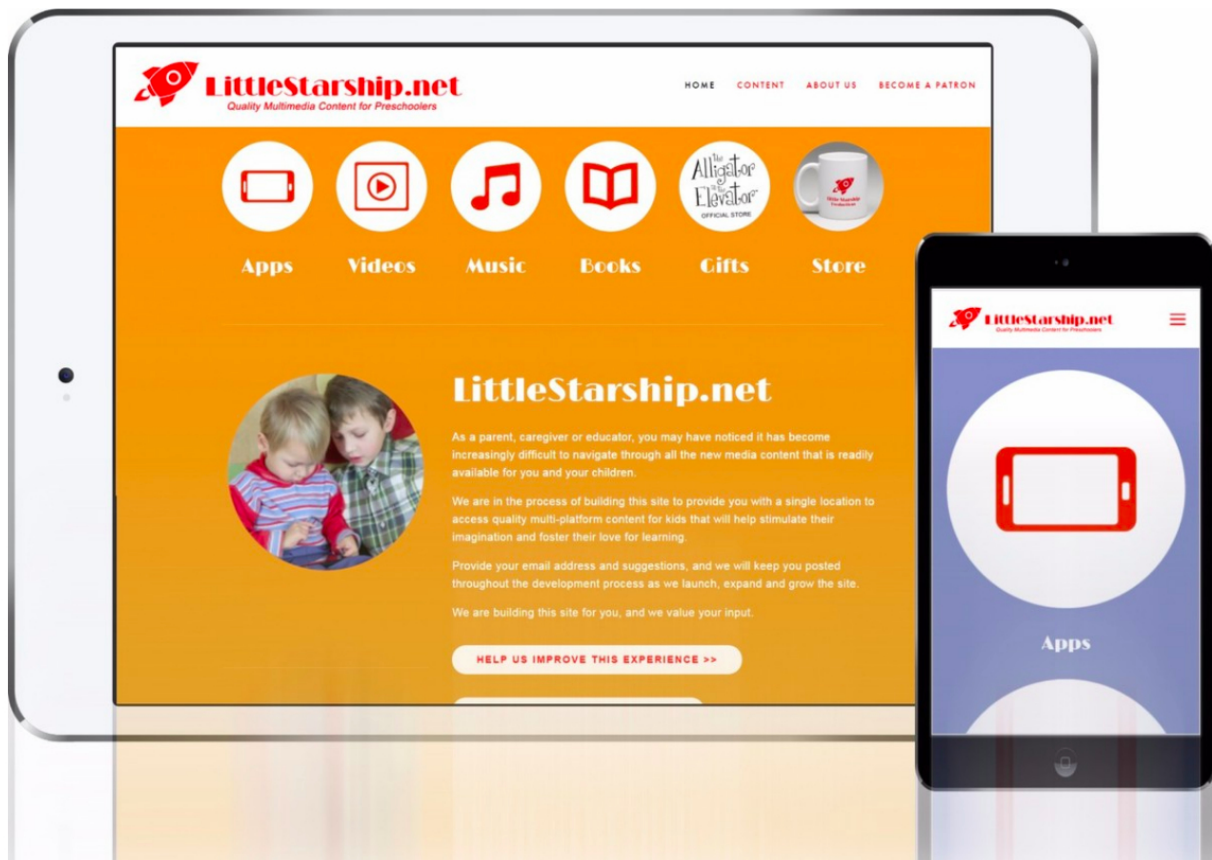 LittleStarship.net
Quality Multimedia Content for Preschoolers
HOME CONTENT ABOUT US BECOME A PATRON
The
Alligator
in the
Elevator
OFFICIAL STORE
Little Starship
Apps Videos Music Books Gifts Store
LittleStarship.net
As a parent, caregiver or educator, you may have noticed it has become
increasingly difficult to navigate through all the new media content that is readily
available for you and your children.
We are in the process of building this site to provide you with a single location to
access quality multi-platform content for kids that will help stimulate their
imagination and foster their love for learning.
Provide your email address and suggestions, and we will keep you posted
throughout the development process as we launch, expand and grow the site.
We are building this site for you, and we value your input.
HELP US IMPROVE THIS EXPERIENCE >>
LittleStarship.net
Quality Multimedia Content for Preschoolers
Apps